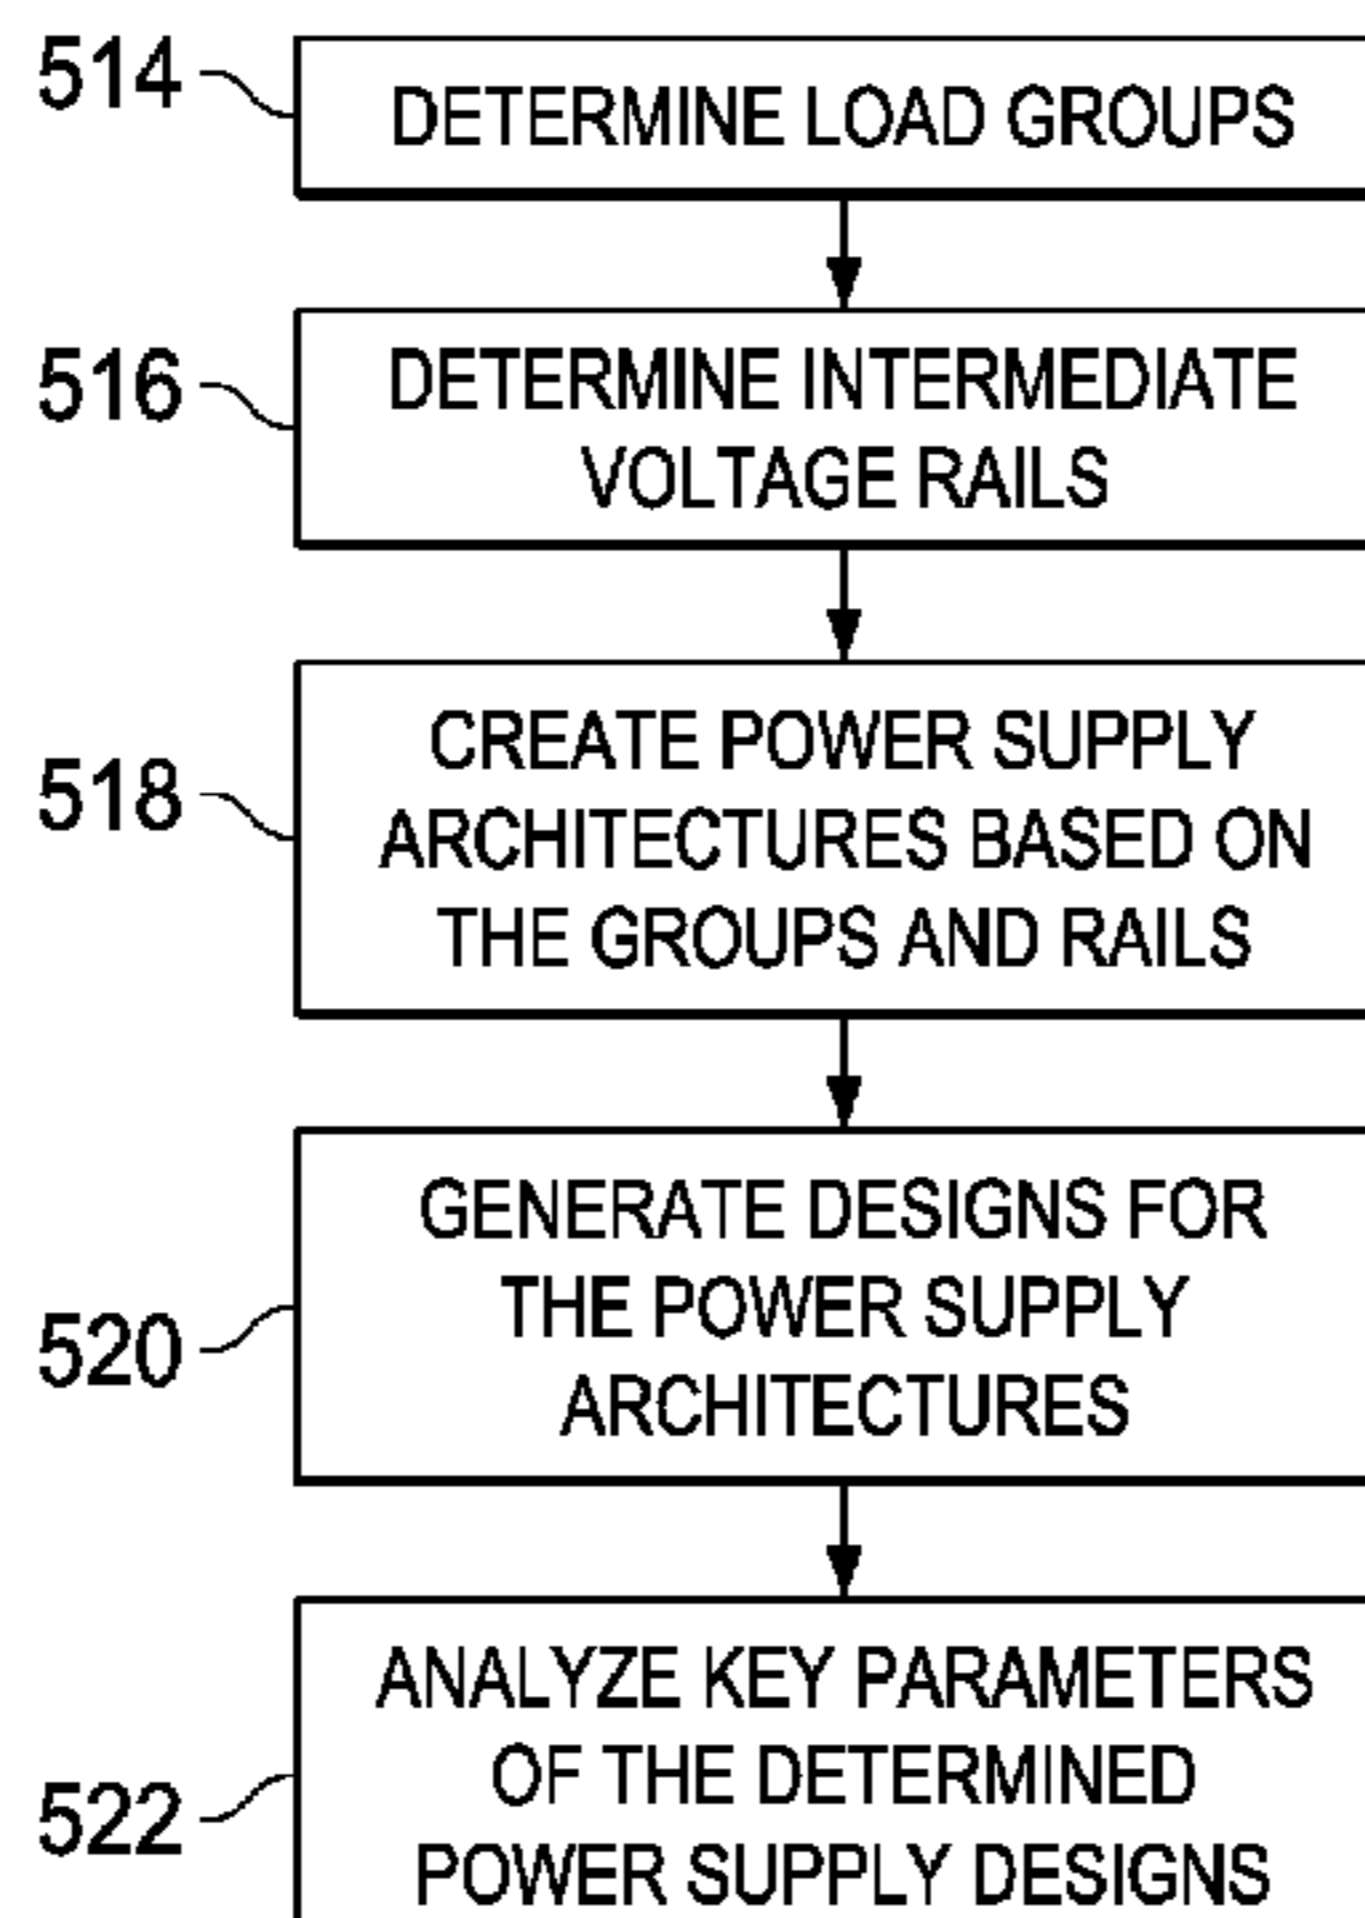 514
DETERMINE LOAD GROUPS
516
DETERMINE INTERMEDIATE
VOLTAGE RAILS
518
CREATE POWER SUPPLY
ARCHITECTURES BASED ON
THE GROUPS AND RAILS
520
GENERATE DESIGNS FOR
THE POWER SUPPLY
ARCHITECTURES
522
ANALYZE KEY PARAMETERS
OF THE DETERMINED
POWER SUPPLY DESIGNS